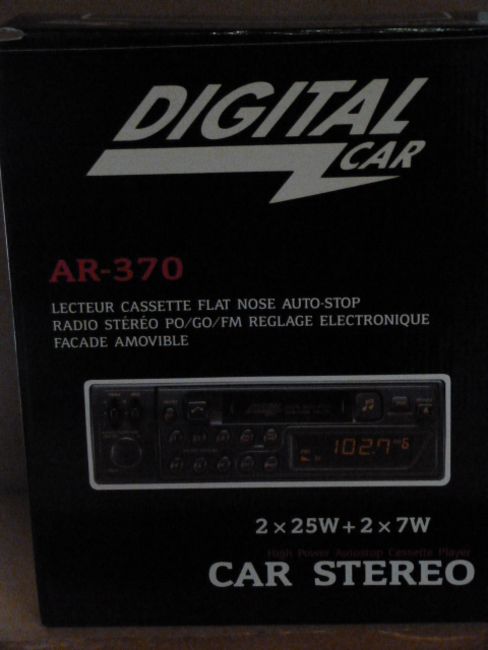 DIGITAL
CAR
AR-370
LECTEUR CASSETTE FLAT NOSE AUTO-STOP
RADIO STÉRÉO PO/GO/FM REGLAGE ELECTRONIQUE
FACADE AMOVIBLE
102.7
2 x 25W + 2 x 7W
High Power Autostop Cassette Player
CAR STEREO